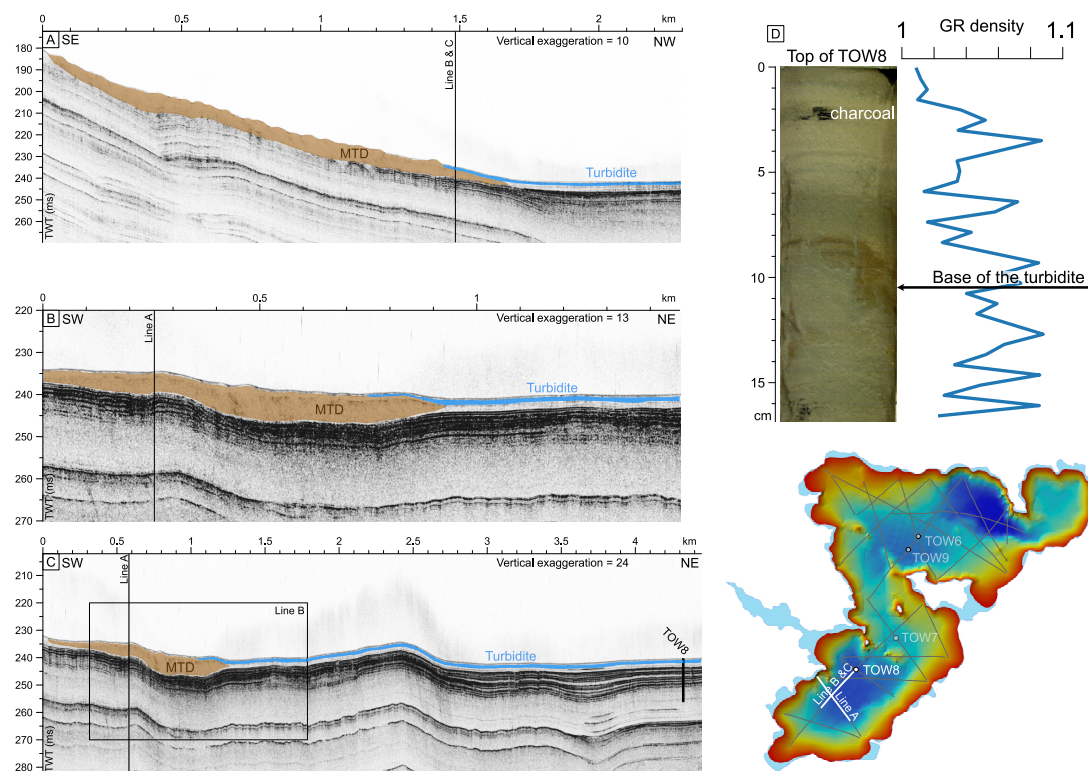 0 0.5 1 1.5 2 km
A SE Vertical exaggeration = 10 NW
180
190
200
210
220
230
240
250
260
TWT (ms)
Line B & C
MTD
Turbidite
0 0.5 1 km
220
B SW Vertical exaggeration = 13 NE
230
240
250
260
270
TWT (ms)
Line A
MTD
Turbidite
0 0.5 1 1.5 2 2.5 3 3.5 4 km
C SW Vertical exaggeration = 24 NE
210
220
230
240
250
260
270
280
TWT (ms)
Line A
Line B
MTD
Turbidite
TOW8
D
1 GR density 1.1
Top of TOW8
0
charcoal
5
10
Base of the turbidite
15
cm
TOW6
TOW9
TOW7
TOW8
Line B &C
Line A